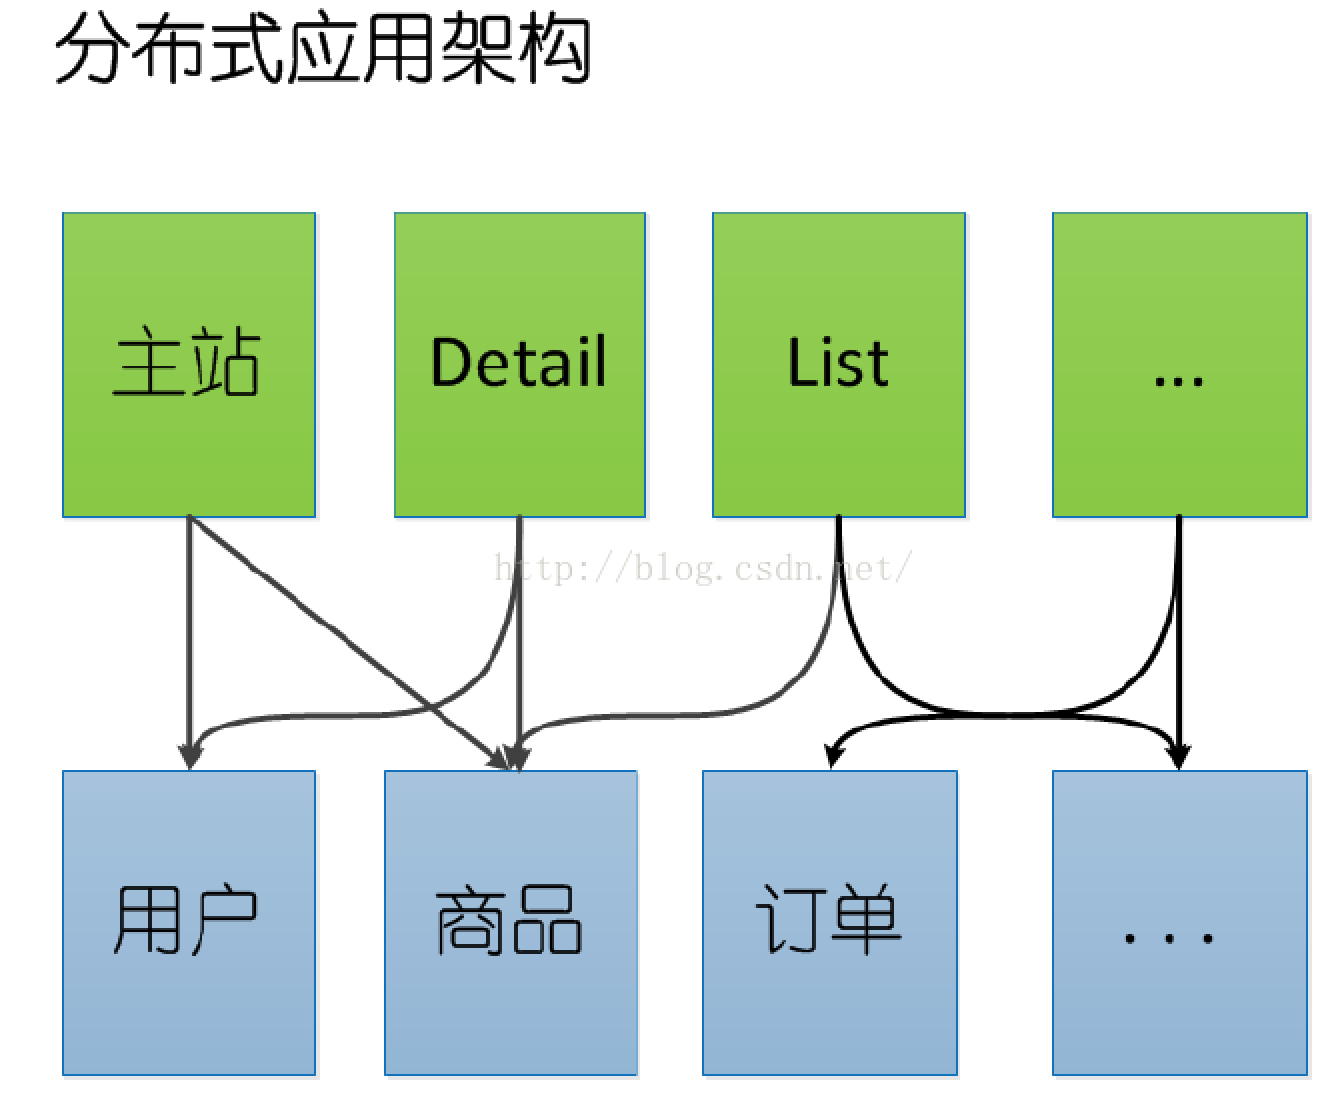 分布式应用架构
主站
Detail
List
...
http://blog.csdn.net/
用户
商品
订单
...